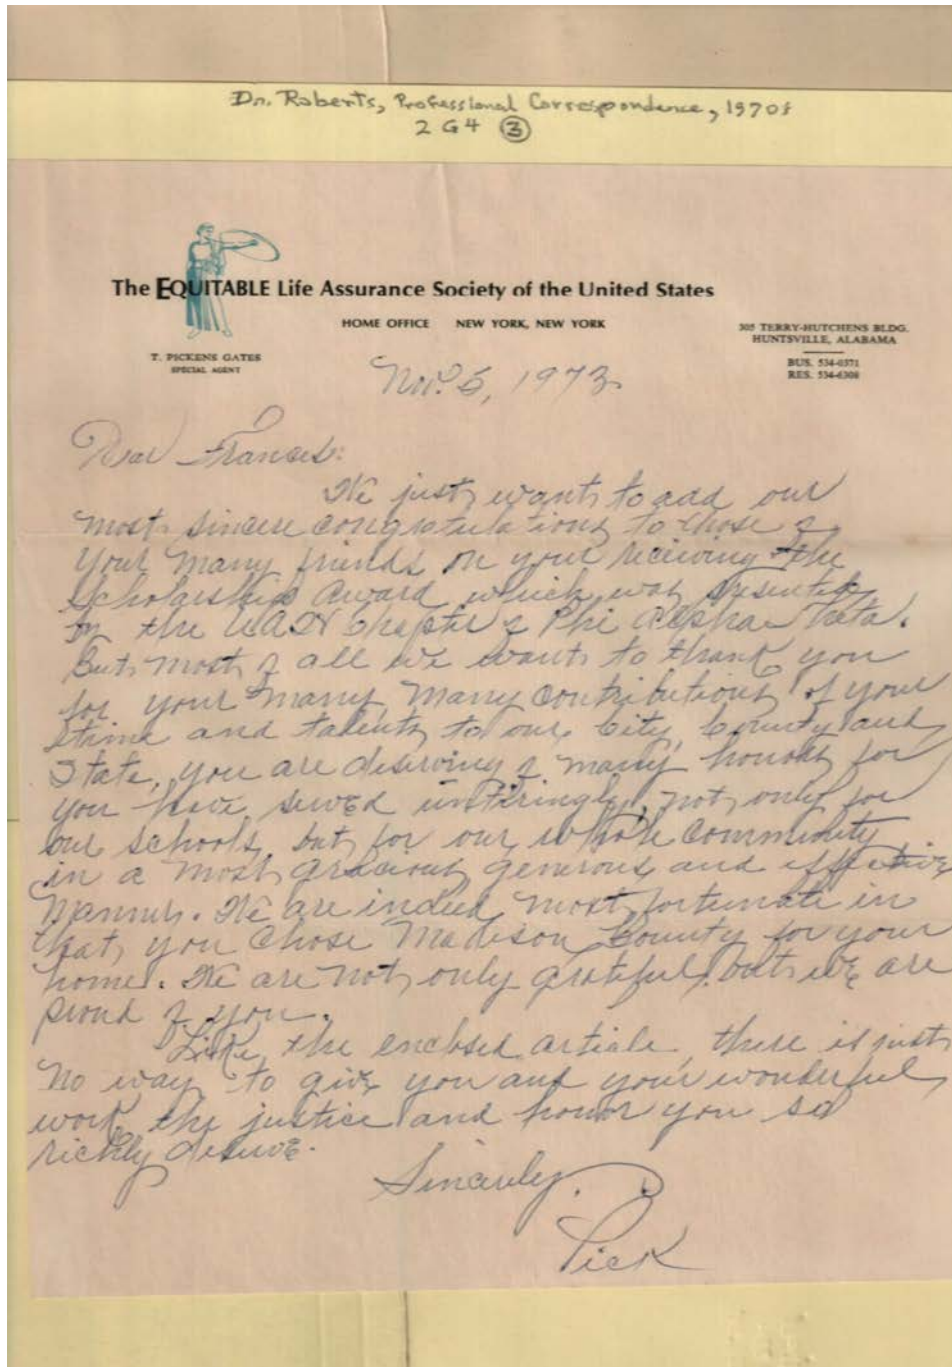 Dr. Roberts, Professional Correspondence, 1970s
2 G4 ③
The EQUITABLE Life Assurance Society of the United States
HOME OFFICE NEW YORK, NEW YORK
305 TERRY-HUTCHENS BLDG.
HUNTSVILLE, ALABAMA
T. PICKENS GATES
SPECIAL AGENT
BUS. 534-0371
RES. 534-6308
Nov. 5, 1973
Dear Frances:
We just want to add our
most sincere congratulations to those of
your many friends on your receiving the
Scholarship Award which was presented
by the UAH Chapter of Phi Alpha Theta.
But most of all we want to thank you
for your many, many contributions of your
time and talents to our City, County and
State, you are deserving of many honors for
you have served untiringly, not only for
our schools, but for our whole community
in a most gracious, generous and effective
manner. We are indeed most fortunate in
that you chose Madison County for your
home. We are not only grateful, but we are
proud of you.
Like the enclosed article, there is just
no way to give you and your wonderful
work the justice and honor you so
richly deserve.
Sincerely,
Pick